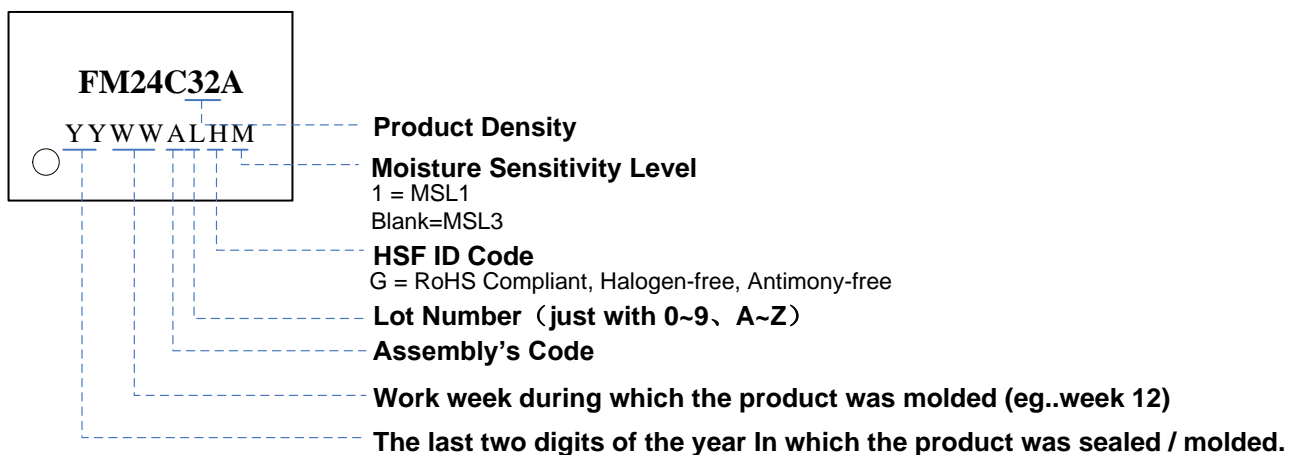 FM24C32A
YYWWALHM
Product Density
Moisture Sensitivity Level
1 = MSL1
Blank=MSL3
HSF ID Code
G = RoHS Compliant, Halogen-free, Antimony-free
Lot Number（just with 0~9、A~Z）
Assembly's Code
Work week during which the product was molded (eg..week 12)
The last two digits of the year In which the product was sealed / molded.